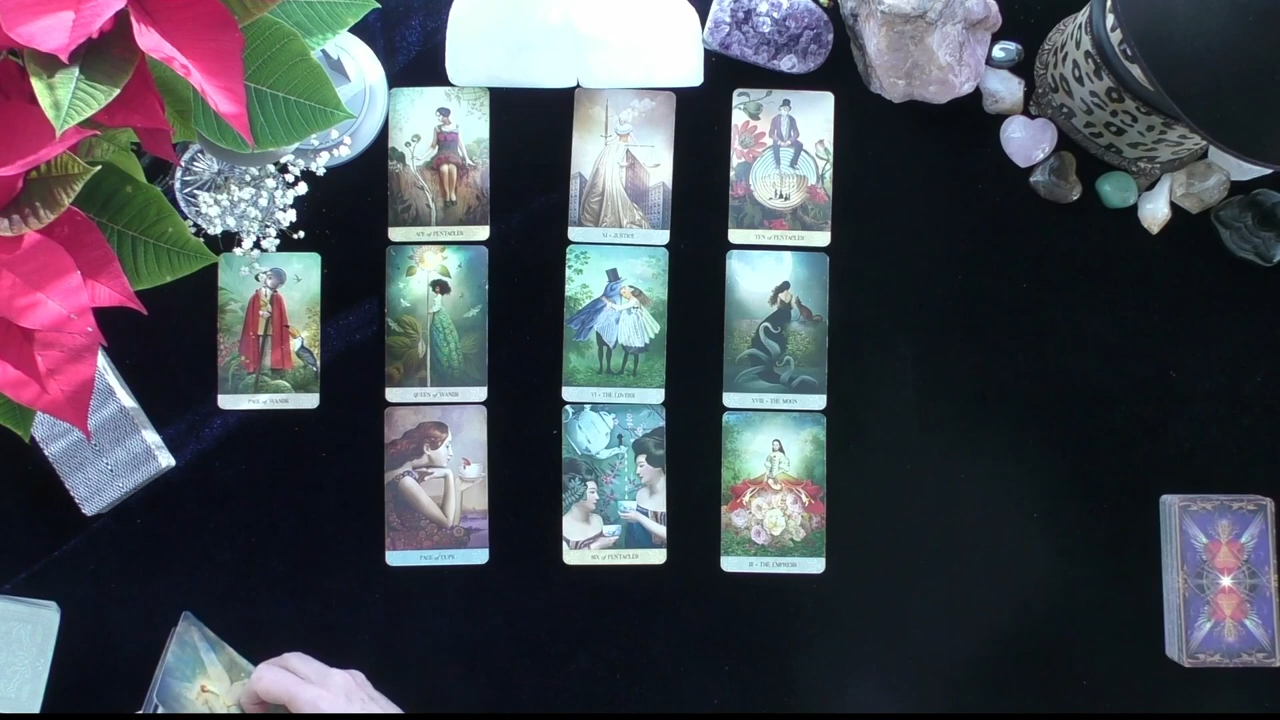 ACE of PENTACLES
XI • JUSTICE
TEN of PENTACLES
PAGE of WANDS
QUEEN of WANDS
VI • THE LOVERS
XVIII • THE MOON
PAGE of CUPS
SIX of PENTACLES
III • THE EMPRESS